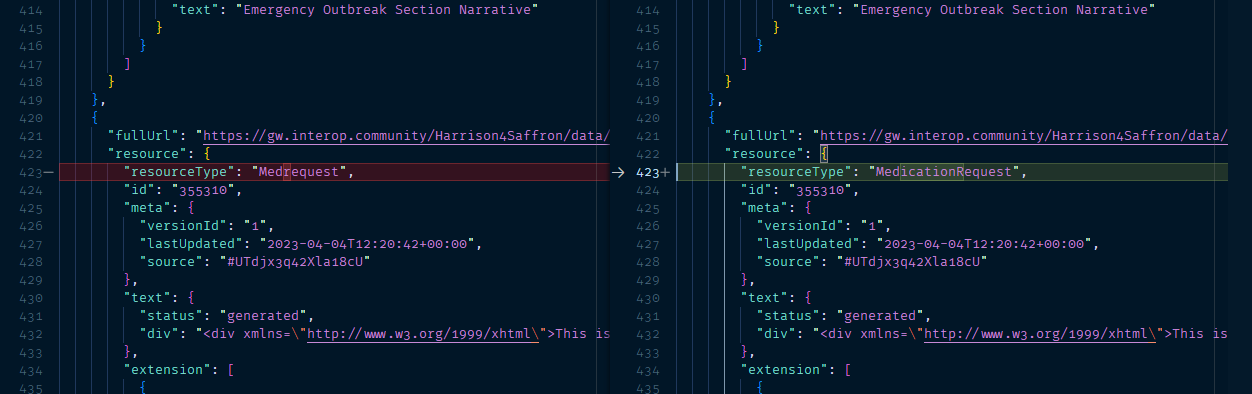 414 "text": "Emergency Outbreak Section Narrative"
415 }
416 }
417 ]
418 }
419 },
420 {
421 "fullUrl": "https://gw.interop.community/Harrison4Saffron/data/
422 "resource": {
423− "resourceType": "Medrequest",
424 "id": "355310",
425 "meta": {
426 "versionId": "1",
427 "lastUpdated": "2023-04-04T12:20:42+00:00",
428 "source": "#UTdjx3q42Xla18cU"
429 },
430 "text": {
431 "status": "generated",
432 "div": "<div xmlns=\"http://www.w3.org/1999/xhtml\">This is
433 },
434 "extension": [
435 {
414 "text": "Emergency Outbreak Section Narrative"
415 }
416 }
417 ]
418 }
419 },
420 {
421 "fullUrl": "https://gw.interop.community/Harrison4Saffron/data/
422 "resource": {
→ 423+ "resourceType": "MedicationRequest",
424 "id": "355310",
425 "meta": {
426 "versionId": "1",
427 "lastUpdated": "2023-04-04T12:20:42+00:00",
428 "source": "#UTdjx3q42Xla18cU"
429 },
430 "text": {
431 "status": "generated",
432 "div": "<div xmlns=\"http://www.w3.org/1999/xhtml\">This is
433 },
434 "extension": [
435 {